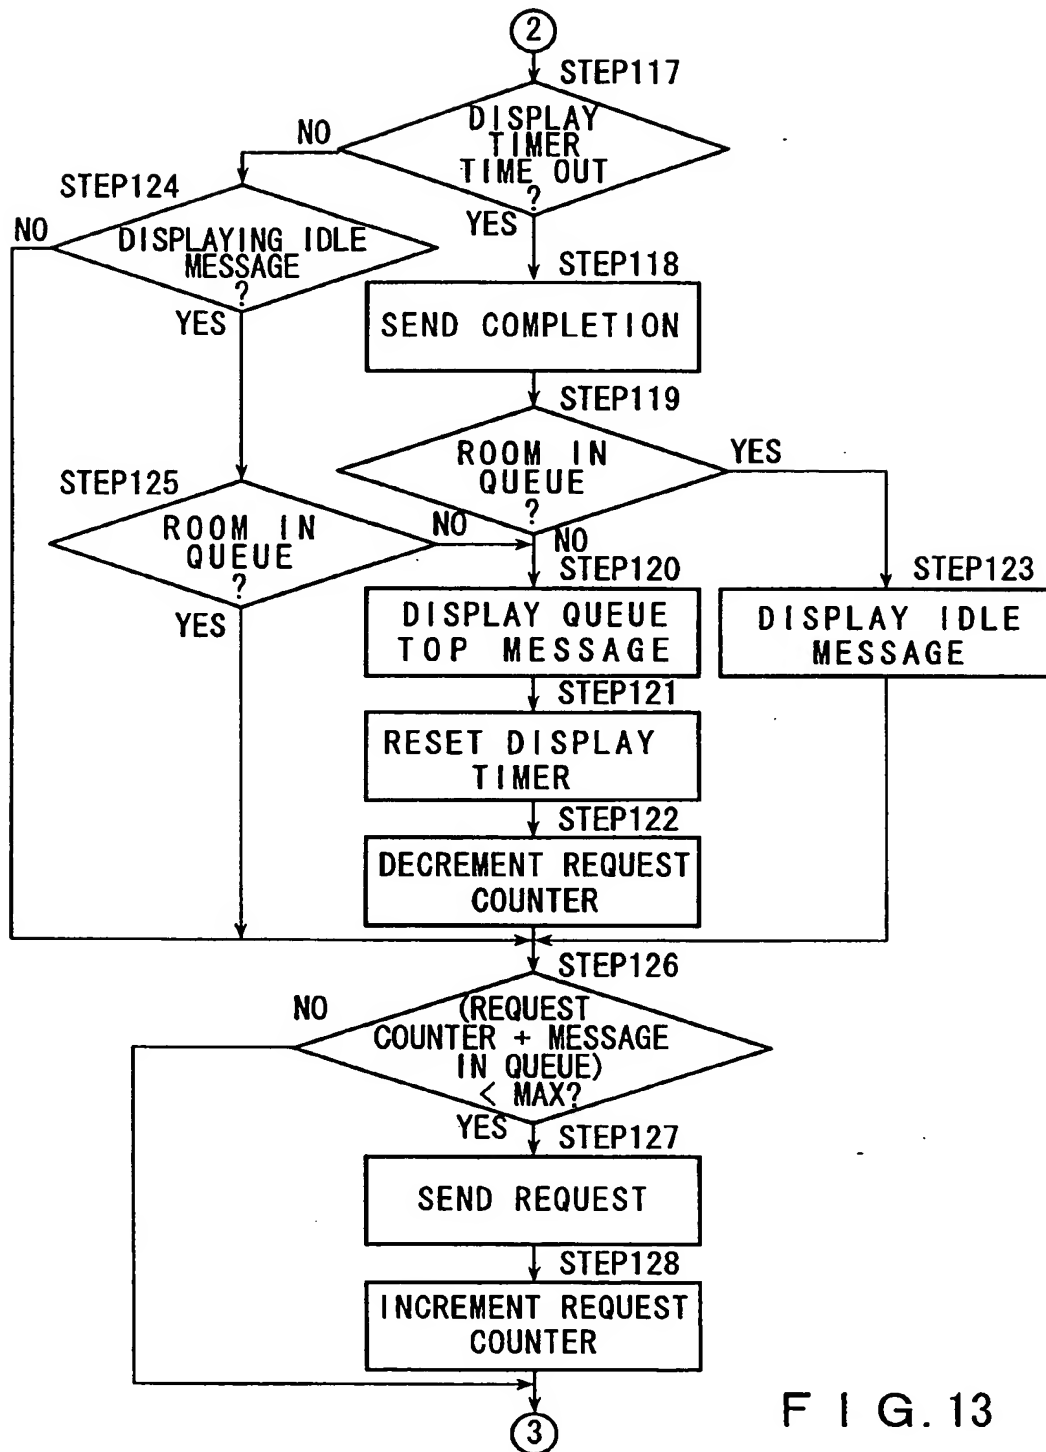 2
STEP117
DISPLAY
TIMER
TIME OUT
?
NO
YES
STEP124
DISPLAYING IDLE
MESSAGE
?
NO
YES
STEP118
SEND COMPLETION
STEP119
ROOM IN
QUEUE
?
YES
NO
STEP125
ROOM IN
QUEUE
?
NO
YES
STEP120
DISPLAY QUEUE
TOP MESSAGE
STEP123
DISPLAY IDLE
MESSAGE
STEP121
RESET DISPLAY
TIMER
STEP122
DECREMENT REQUEST
COUNTER
STEP126
(REQUEST
COUNTER + MESSAGE
IN QUEUE)
< MAX?
NO
YES
STEP127
SEND REQUEST
STEP128
INCREMENT REQUEST
COUNTER
3
FIG.13